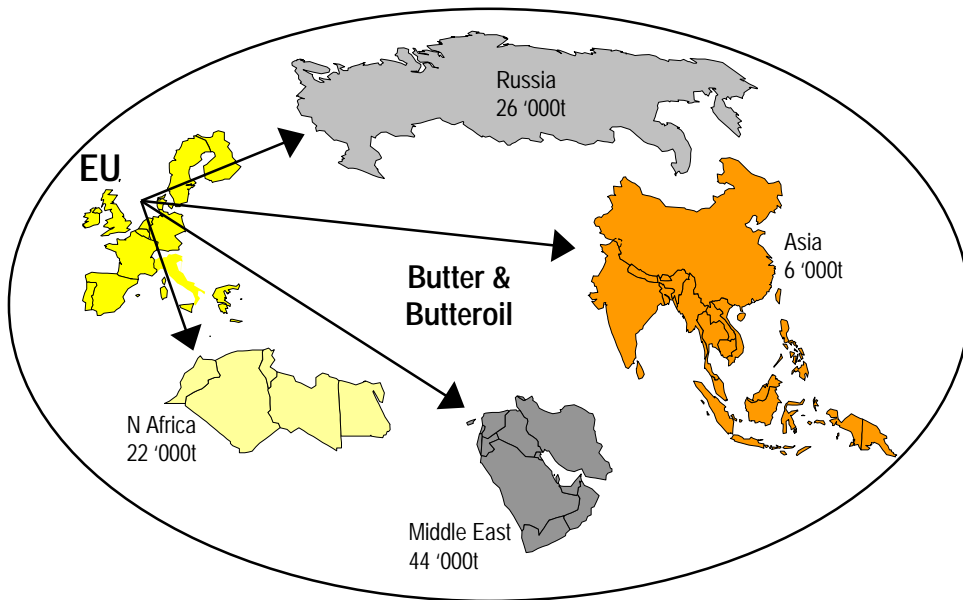 Russia
26 ‘000t
EU
Asia
6 ‘000t
Butter &
Butteroil
N Africa
22 ‘000t
Middle East
44 ‘000t